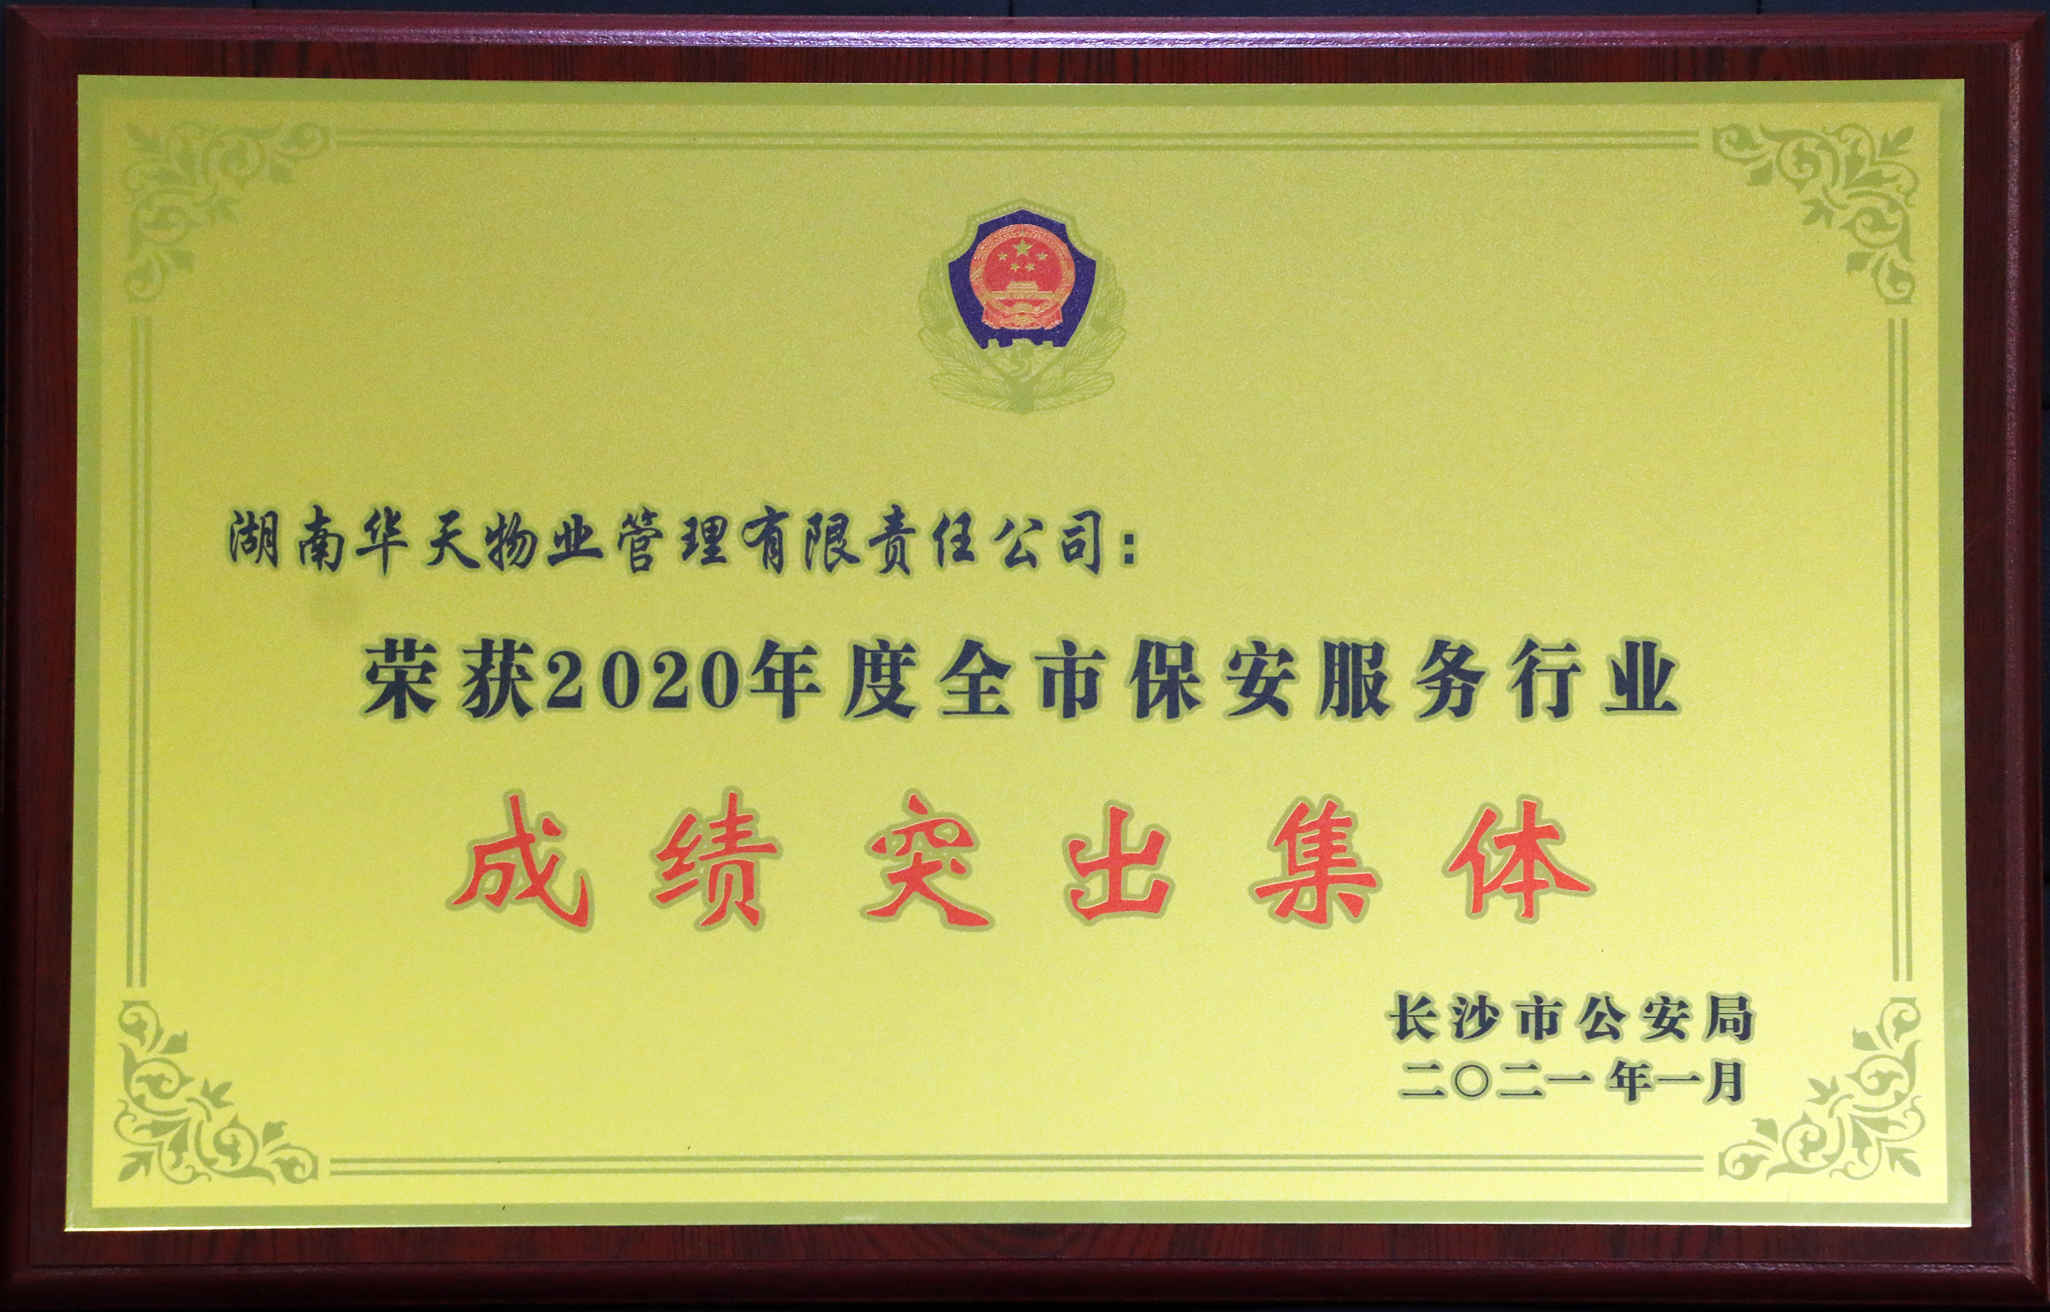 湖南华天物业管理有限责任公司：
荣获2020年度全市保安服务行业
成绩突出集体
长沙市公安局
二〇二一年一月